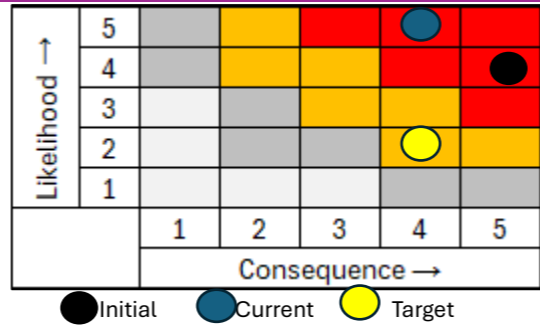 Likelihood →
5
4
3
2
1
1 2 3 4 5
Consequence →
Initial Current Target